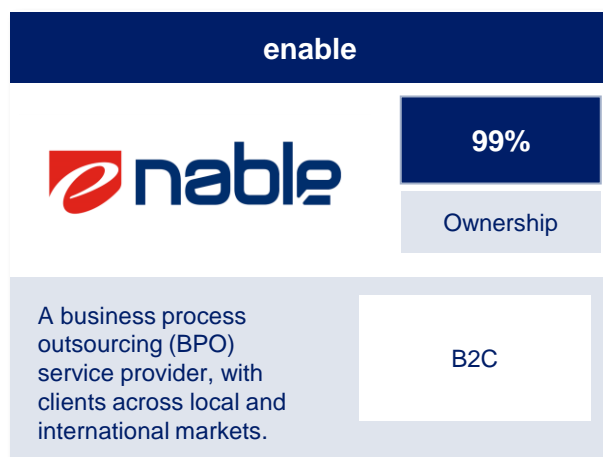 enable
enable
99%
Ownership
A business process
outsourcing (BPO)
service provider, with
clients across local and
international markets.
B2C